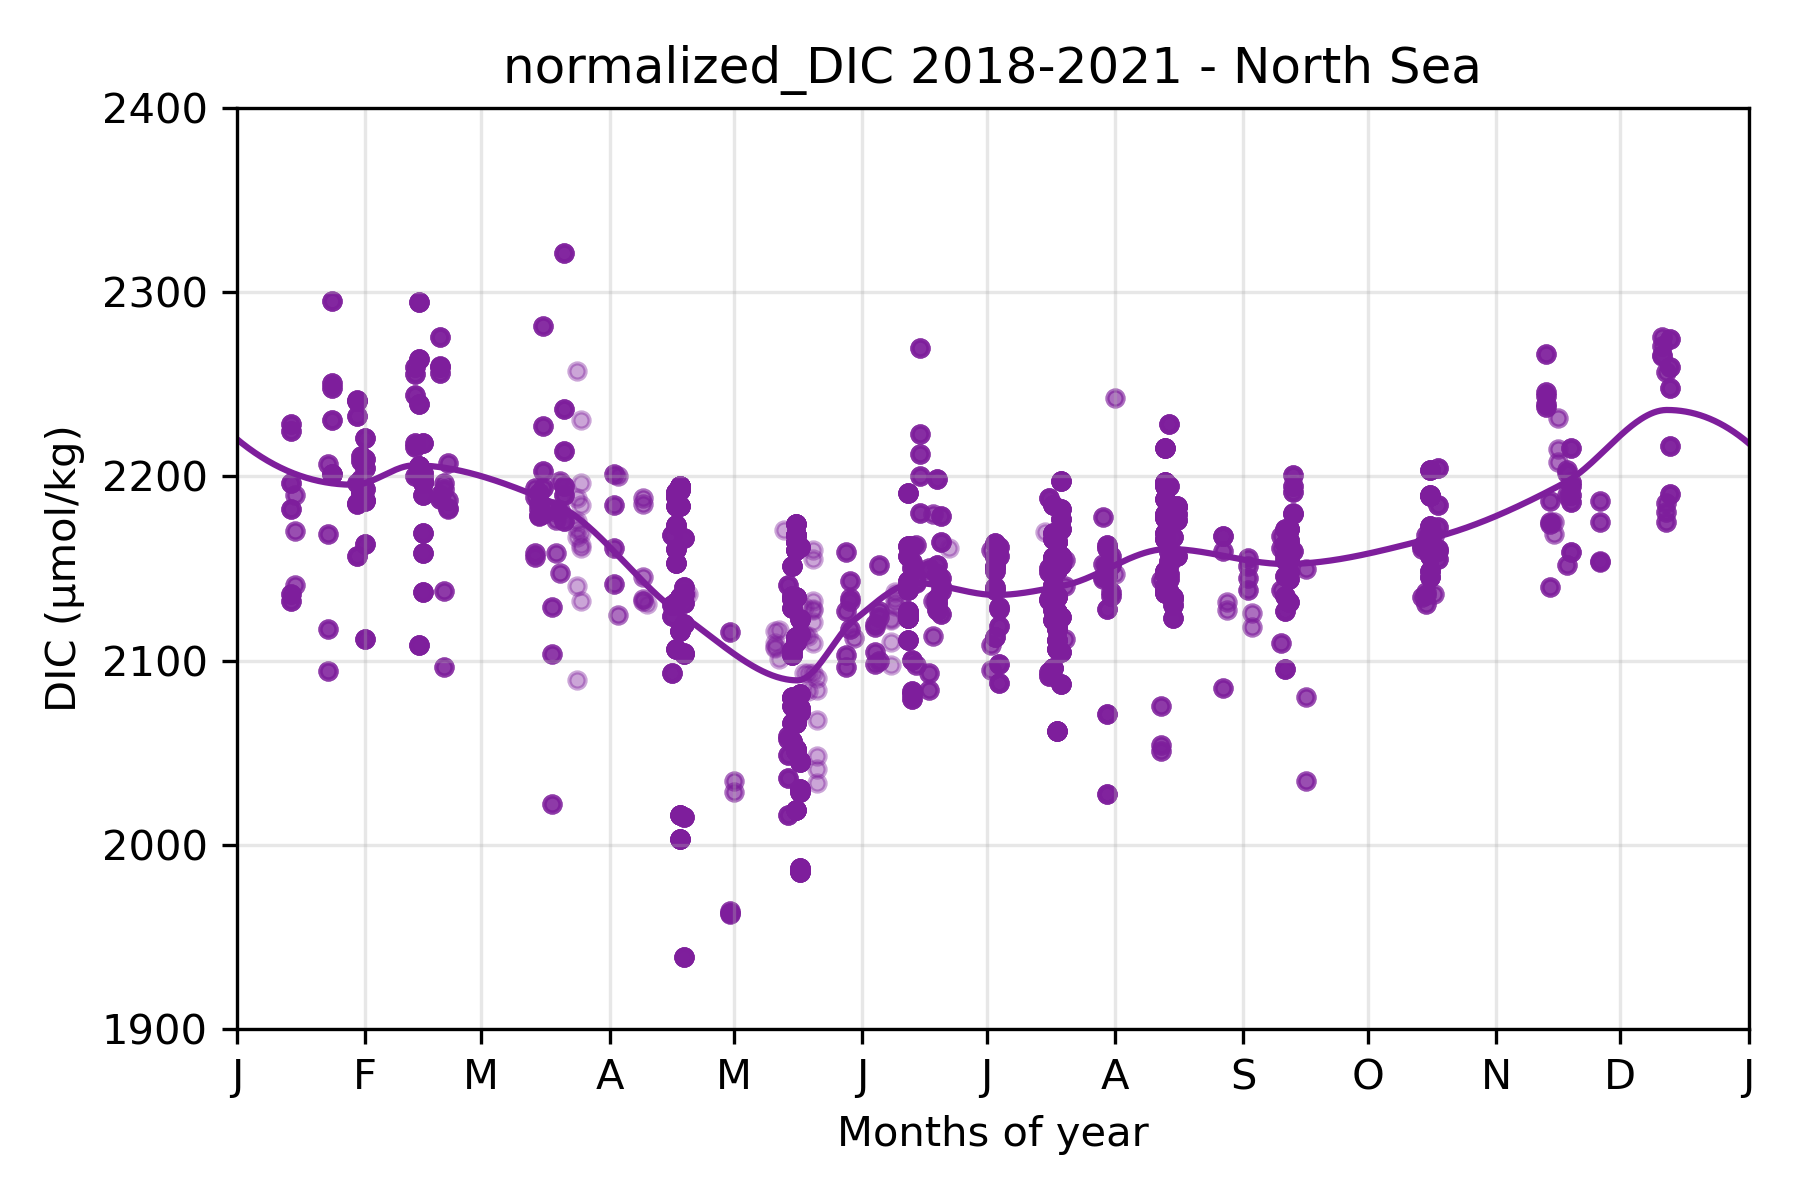 normalized_DIC 2018-2021 - North Sea
2400
2300
2200
2100
2000
1900
DIC (µmol/kg)
J F M A M J J A S O N D J
Months of year